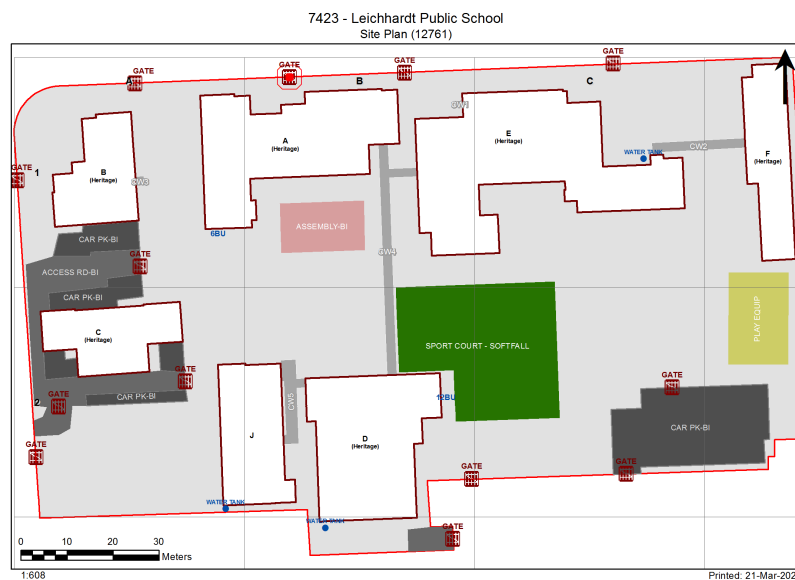 7423 - Leichhardt Public School
Site Plan (12761)
GATE
GATE
GATE
GATE
A
B
C
CW1
A
(Heritage)
E
(Heritage)
WATER TANK
CW2
F
(Heritage)
GATE
1
B
(Heritage)
CW3
ASSEMBLY-BI
6BU
CAR PK-BI
CW4
GATE
ACCESS RD-BI
CAR PK-BI
PLAY EQUIP
C
(Heritage)
SPORT COURT - SOFTFALL
GATE
GATE
GATE
2
CAR PK-BI
CW5
12BU
CAR PK-BI
J
D
(Heritage)
GATE
GATE
GATE
WATER TANK
WATER TANK
GATE
0 10 20 30
Meters
1:608
Printed: 21-Mar-202